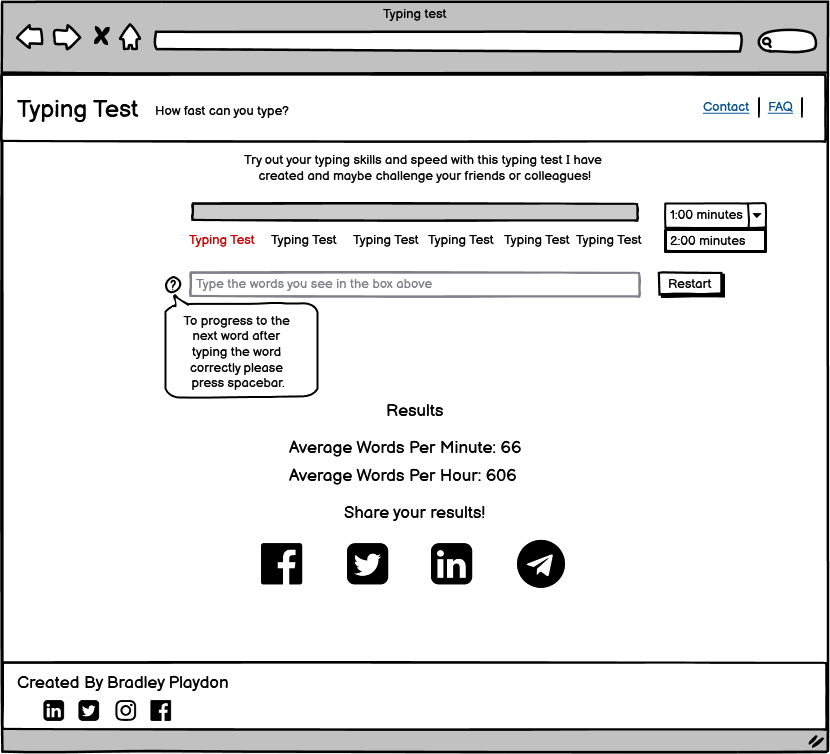 Typing test
Typing Test How fast can you type? Contact FAQ
Try out your typing skills and speed with this typing test I have
created and maybe challenge your friends or colleagues!
1:00 minutes
2:00 minutes
Typing Test Typing Test Typing Test Typing Test Typing Test Typing Test
? Type the words you see in the box above Restart
To progress to the
next word after
typing the word
correctly please
press spacebar.
Results
Average Words Per Minute: 66
Average Words Per Hour: 606
Share your results!
Created By Bradley Playdon